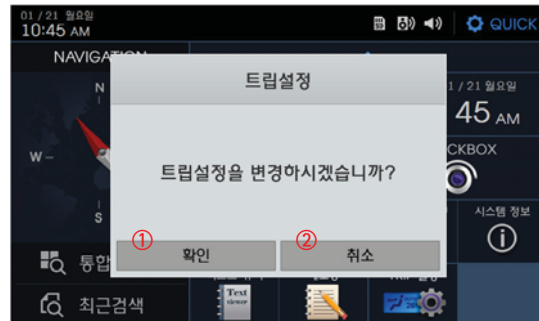 01 / 21 월요일
10:45 AM
QUICK
NAVIGATION
N
W
S
트립설정
트립설정을 변경하시겠습니까?
① 확인
② 취소
1 / 21 월요일
45 AM
CKBOX
시스템 정보
통합
최근검색
Text
viewer